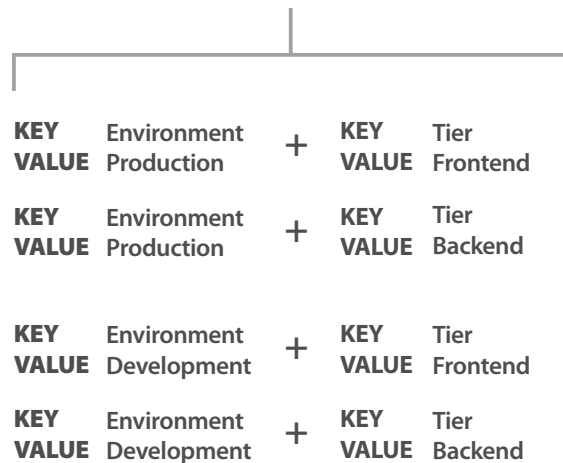 KEY Environment + KEY Tier
VALUE Production VALUE Frontend
KEY Environment + KEY Tier
VALUE Production VALUE Backend
KEY Environment + KEY Tier
VALUE Development VALUE Frontend
KEY Environment + KEY Tier
VALUE Development VALUE Backend